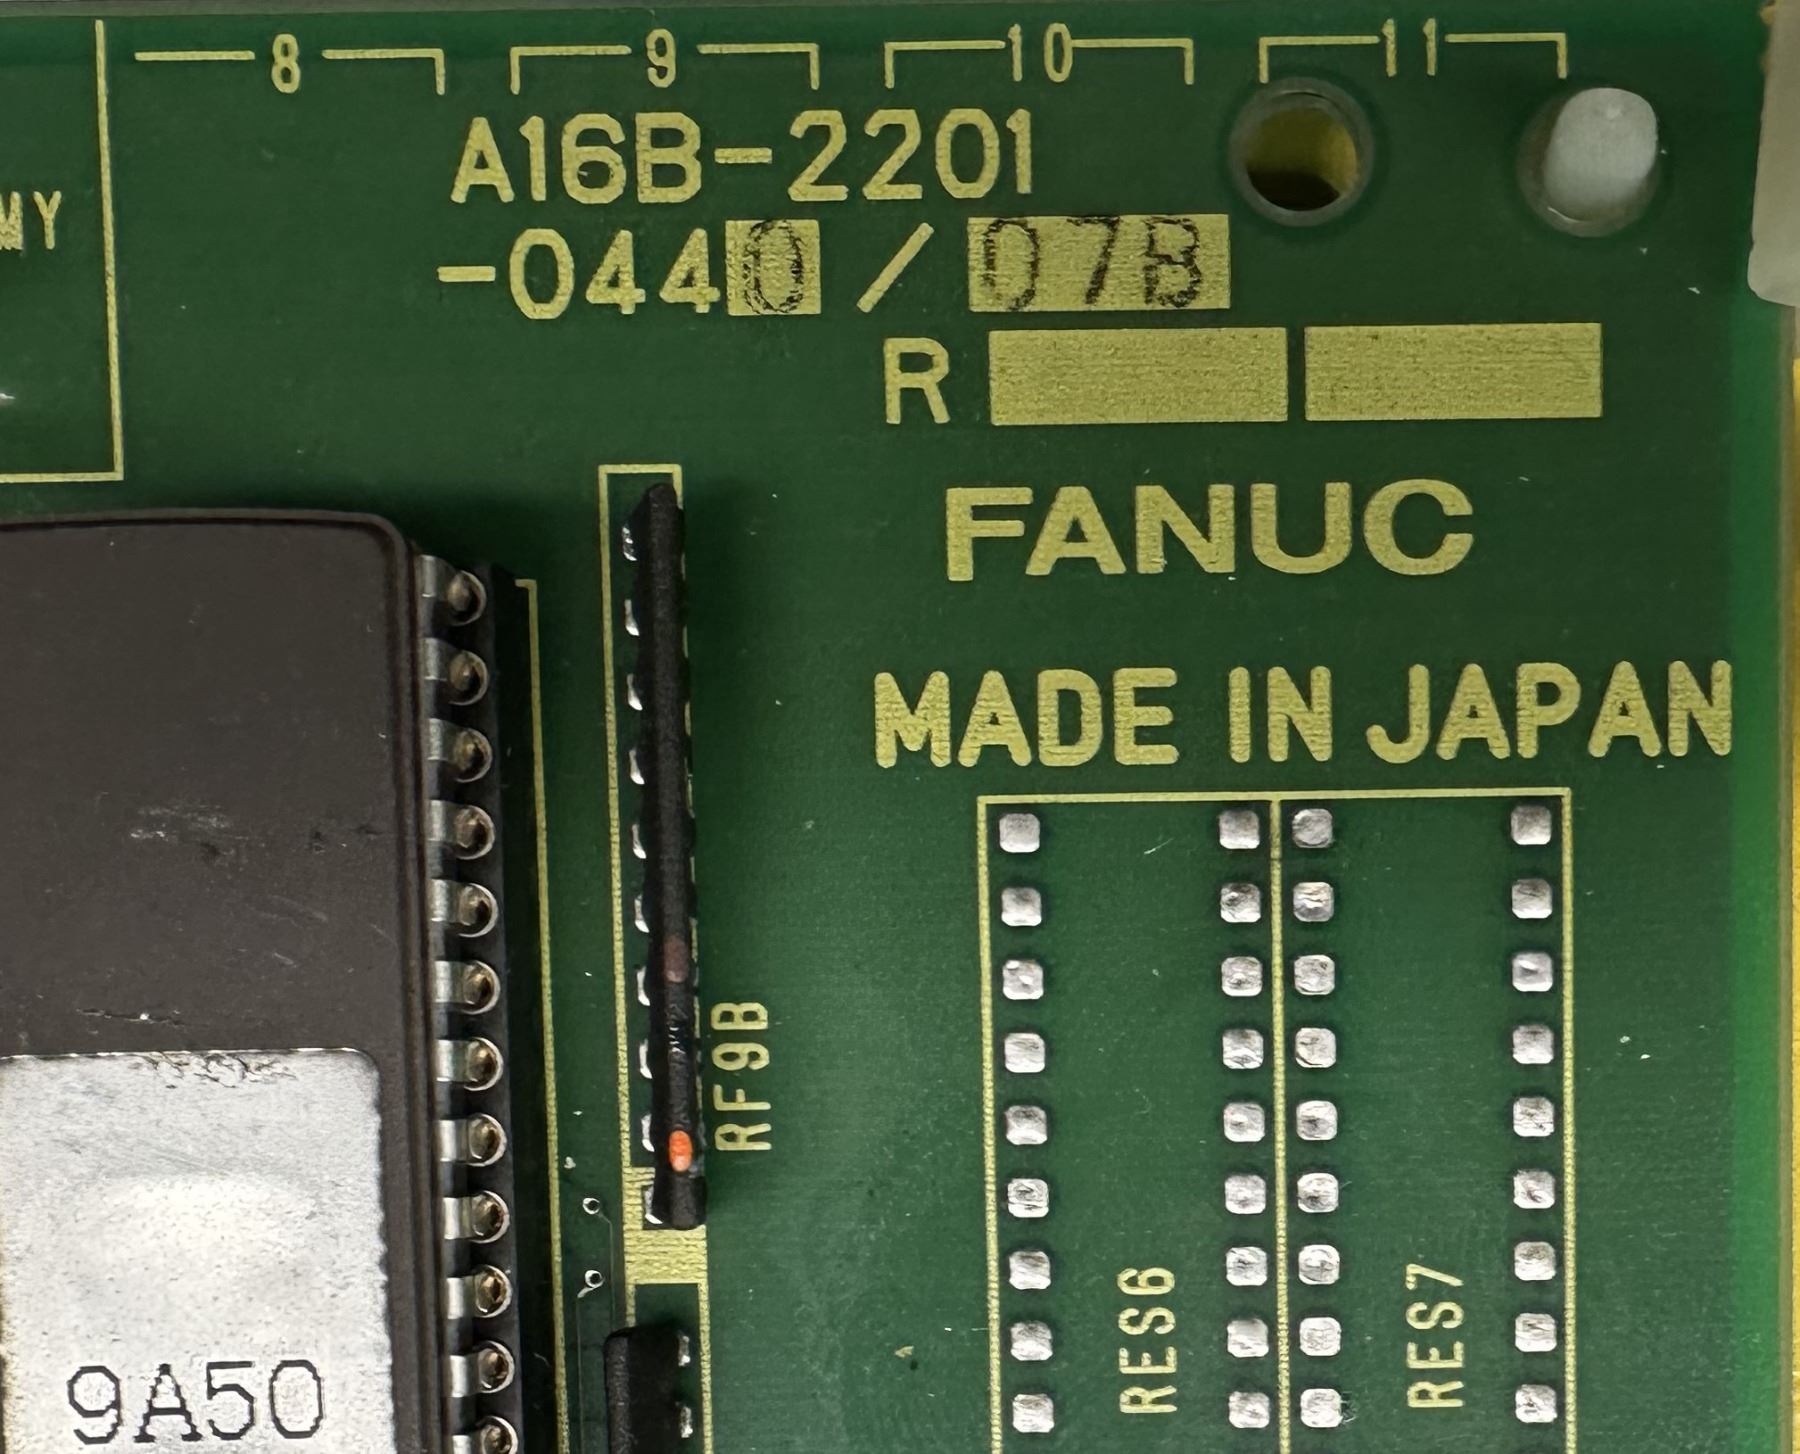 8 9 10 11
A16B-2201
-0440/07B
MY
R
FANUC
MADE IN JAPAN
RF9B
RES6
RES7
9A50